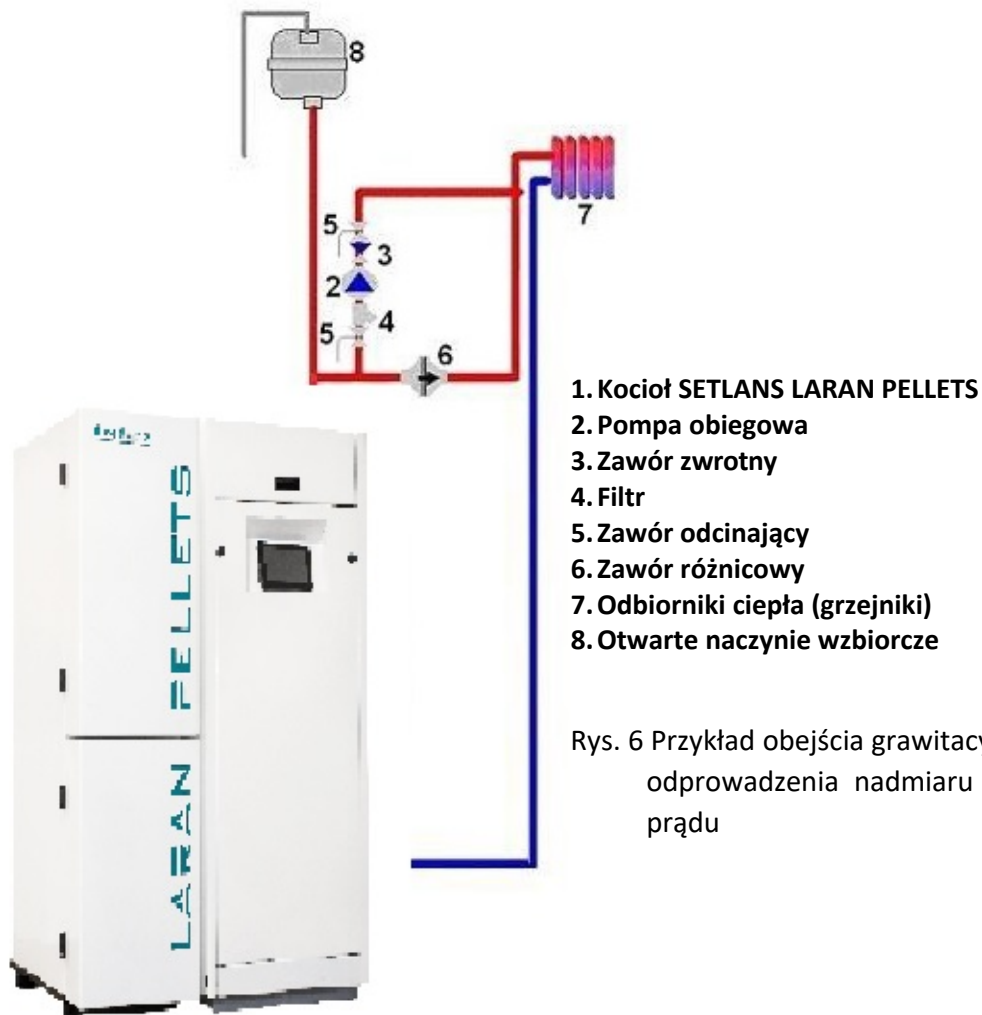 8
7
5
3
2
4
5
6
LARAN PELLETS
1. Kocioł SETLANS LARAN PELLETS
2. Pompa obiegowa
3. Zawór zwrotny
4. Filtr
5. Zawór odcinający
6. Zawór różnicowy
7. Odbiorniki ciepła (grzejniki)
8. Otwarte naczynie wzbiorcze
Rys. 6 Przykład obejścia grawitacy
odprowadzenia nadmiaru
prądu